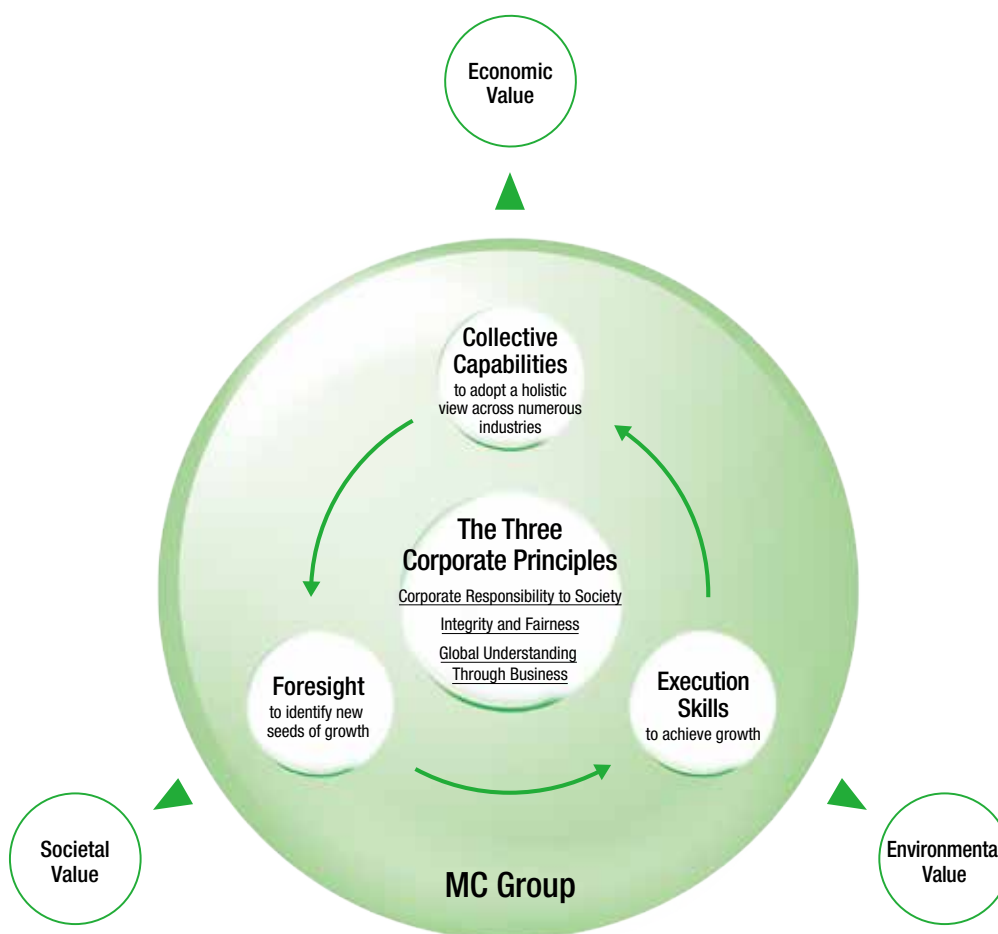 Economic
Value
Collective
Capabilities
to adopt a holistic
view across numerous
industries
The Three
Corporate Principles
Corporate Responsibility to Society
Integrity and Fairness
Global Understanding
Through Business
Foresight
to identify new
seeds of growth
Execution
Skills
to achieve growth
Societal
Value
Environmental
Value
MC Group